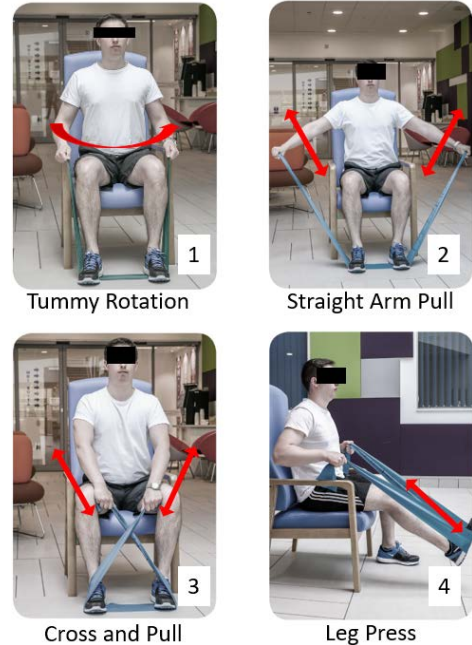 1
2
Tummy Rotation
Straight Arm Pull
3
4
Cross and Pull
Leg Press